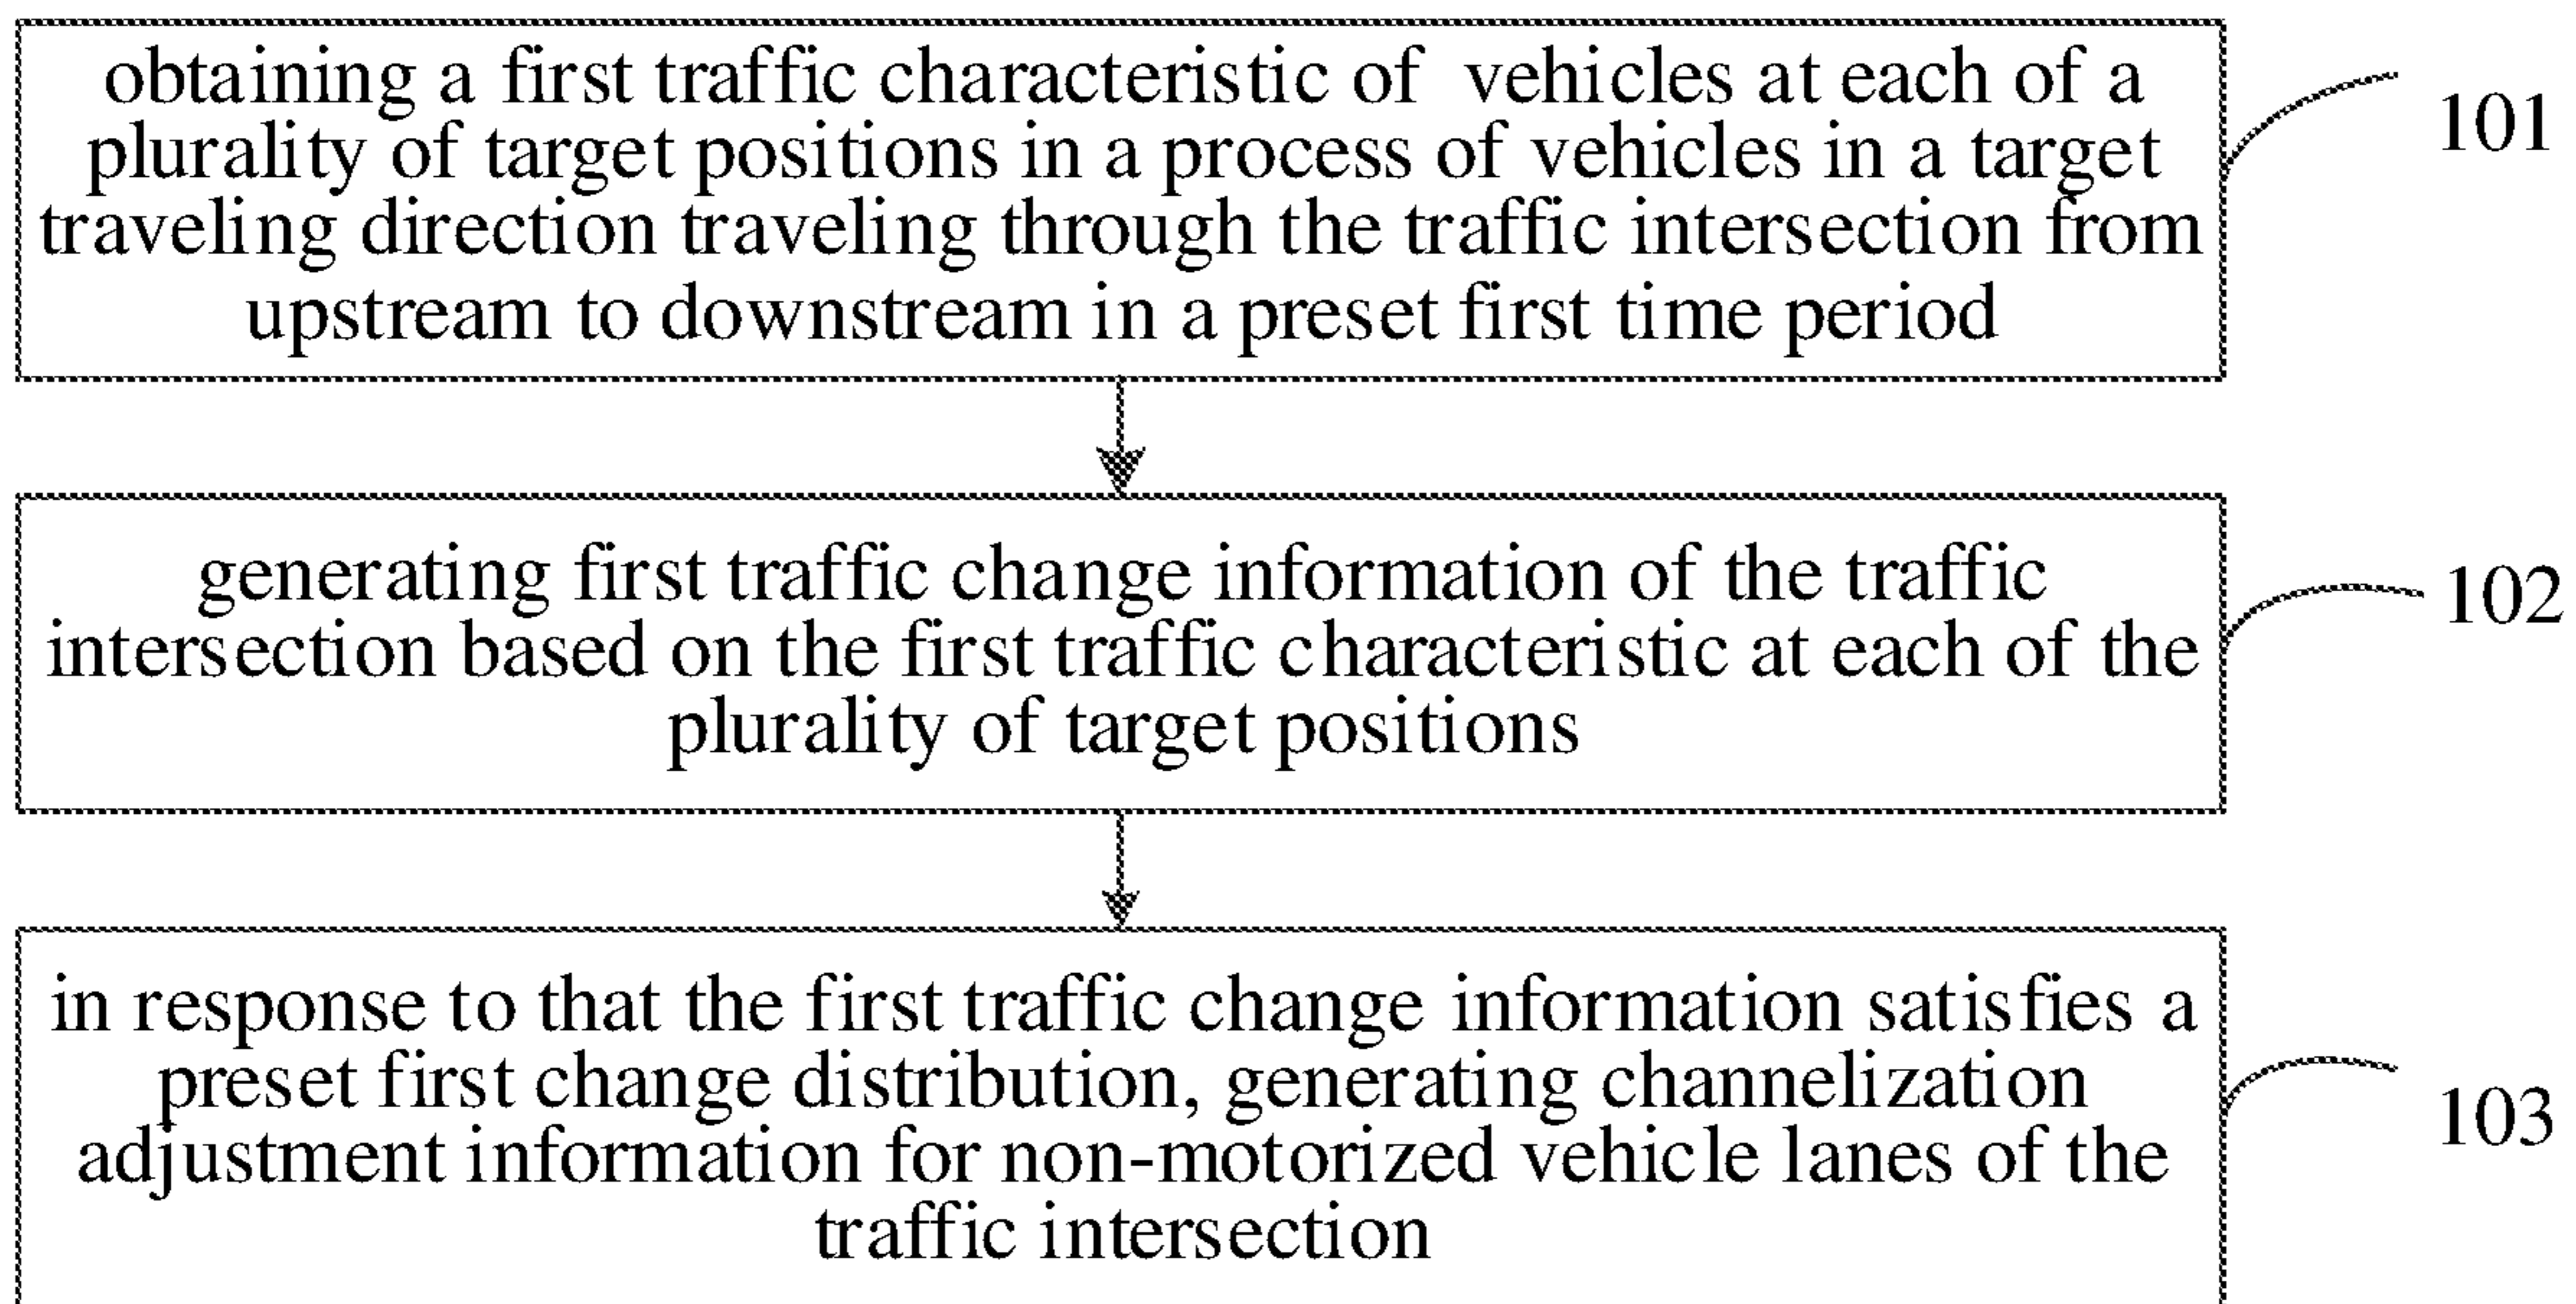 obtaining a first traffic characteristic of vehicles at each of a
plurality of target positions in a process of vehicles in a target
traveling direction traveling through the traffic intersection from
upstream to downstream in a preset first time period
101
generating first traffic change information of the traffic
intersection based on the first traffic characteristic at each of the
plurality of target positions
102
in response to that the first traffic change information satisfies a
preset first change distribution, generating channelization
adjustment information for non-motorized vehicle lanes of the
traffic intersection
103